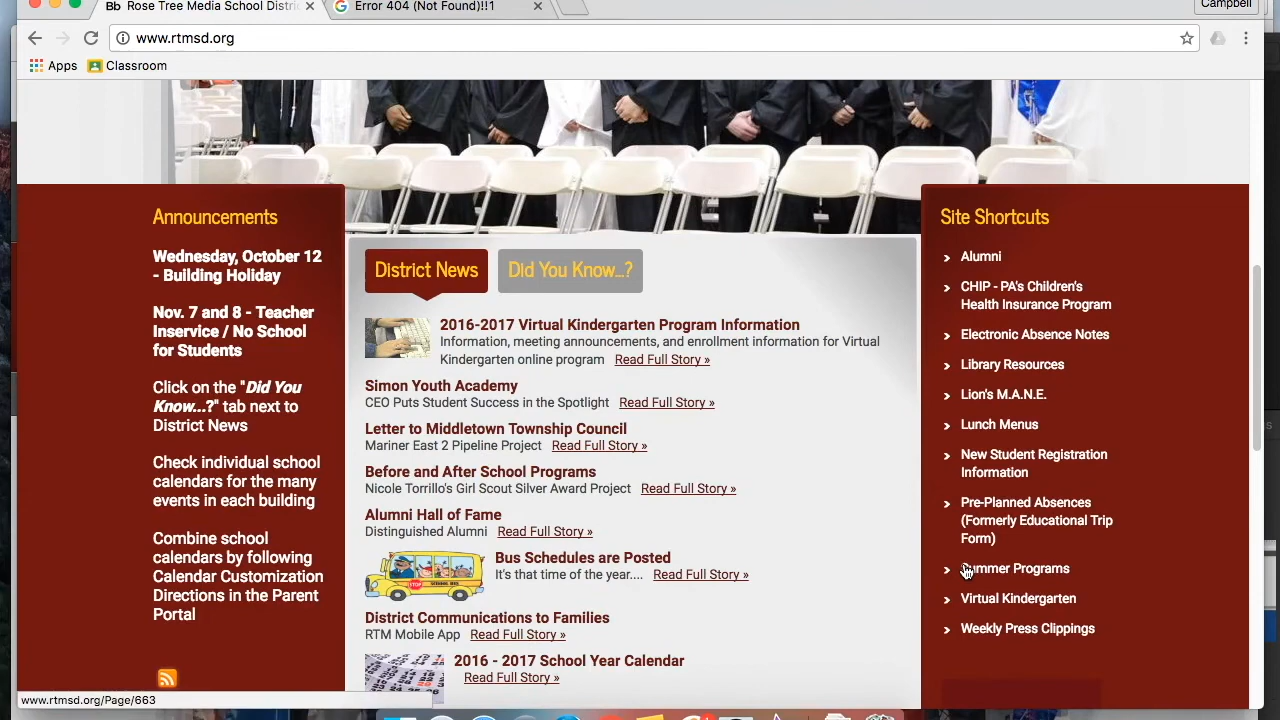 Bb Rose Tree Media School Distri
Error 404 (Not Found)!!1
Campbell
www.rtmsd.org
Apps Classroom
Announcements
Wednesday, October 12
- Building Holiday
Nov. 7 and 8 - Teacher
Inservice / No School
for Students
Click on the "Did You
Know...?" tab next to
District News
Check individual school
calendars for the many
events in each building
Combine school
calendars by following
Calendar Customization
Directions in the Parent
Portal
District News Did You Know...?
2016-2017 Virtual Kindergarten Program Information
Information, meeting announcements, and enrollment information for Virtual
Kindergarten online program Read Full Story »
Simon Youth Academy
CEO Puts Student Success in the Spotlight Read Full Story »
Letter to Middletown Township Council
Mariner East 2 Pipeline Project Read Full Story »
Before and After School Programs
Nicole Torrillo's Girl Scout Silver Award Project Read Full Story »
Alumni Hall of Fame
Distinguished Alumni Read Full Story »
Bus Schedules are Posted
It's that time of the year.... Read Full Story »
STOP
SCHOOL BUS
District Communications to Families
RTM Mobile App Read Full Story »
2016 - 2017 School Year Calendar
Read Full Story »
Site Shortcuts
Alumni
CHIP - PA's Children's
Health Insurance Program
Electronic Absence Notes
Library Resources
Lion's M.A.N.E.
Lunch Menus
New Student Registration
Information
Pre-Planned Absences
(Formerly Educational Trip
Form)
Summer Programs
Virtual Kindergarten
Weekly Press Clippings
www.rtmsd.org/Page/663